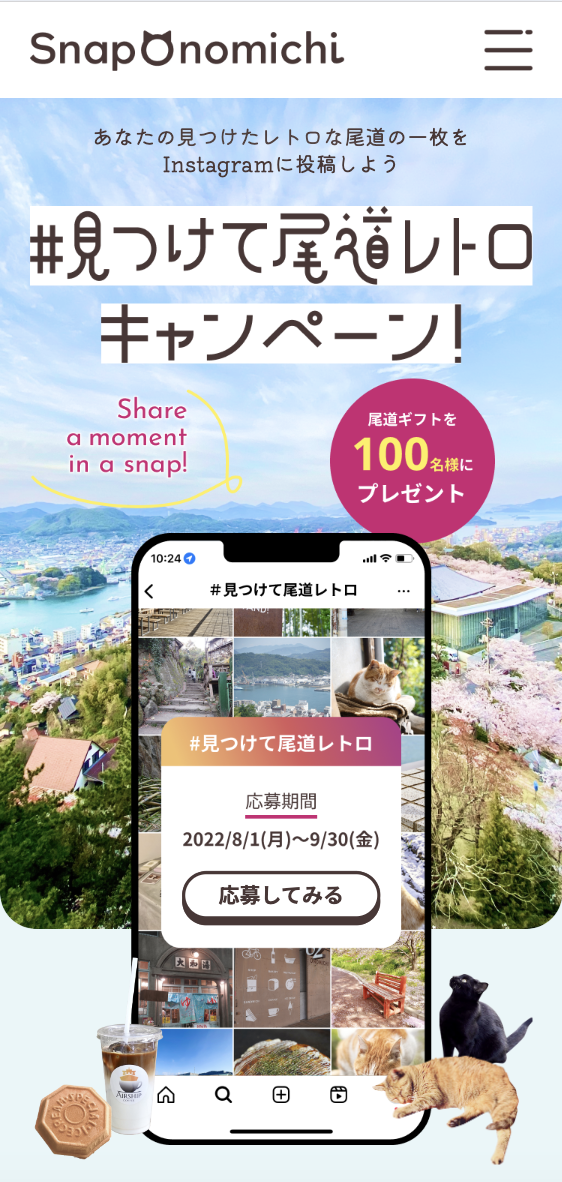 SnapOnomichi
あなたの見つけたレトロな尾道の一枚を
Instagramに投稿しよう
#見つけて尾道レトロ
キャンペーン!
Share
a moment
in a snap!
尾道ギフトを
100名様に
プレゼント
10:24
#見つけて尾道レトロ
#見つけて尾道レトロ
応募期間
2022/8/1(月)〜9/30(金)
応募してみる
大和湯
02
AIRSHIP